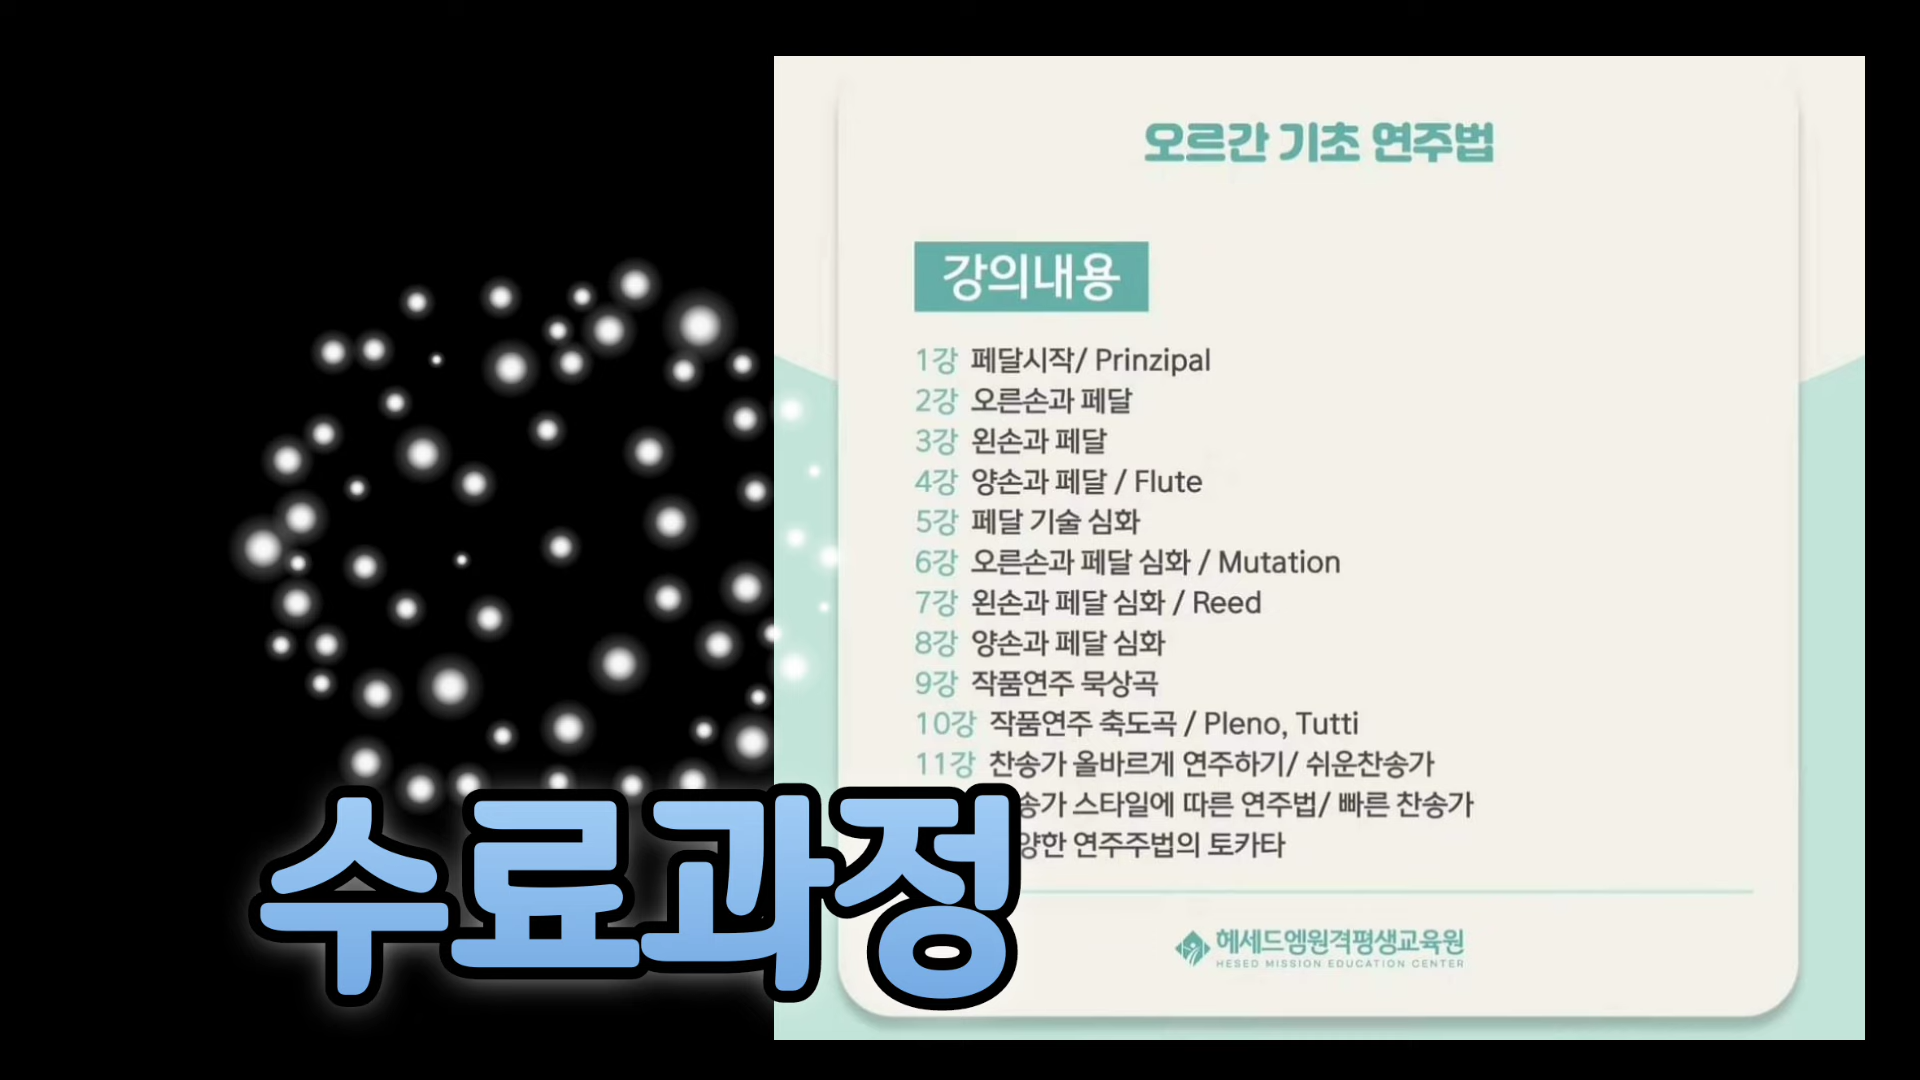 오르간 기초 연주법
강의내용
1강 페달시작/ Prinzipal
2강 오른손과 페달
3강 왼손과 페달
4강 양손과 페달 / Flute
5강 페달 기술 심화
6강 오른손과 페달 심화 / Mutation
7강 왼손과 페달 심화 / Reed
8강 양손과 페달 심화
9강 작품연주 묵상곡
10강 작품연주 축도곡 / Pleno, Tutti
11강 찬송가 올바르게 연주하기/ 쉬운찬송가
송가 스타일에 따른 연주법/ 빠른 찬송가
양한 연주주법의 토카타
수료과정
헤세드엠원격평생교육원
HESED MISSION EDUCATION CENTER